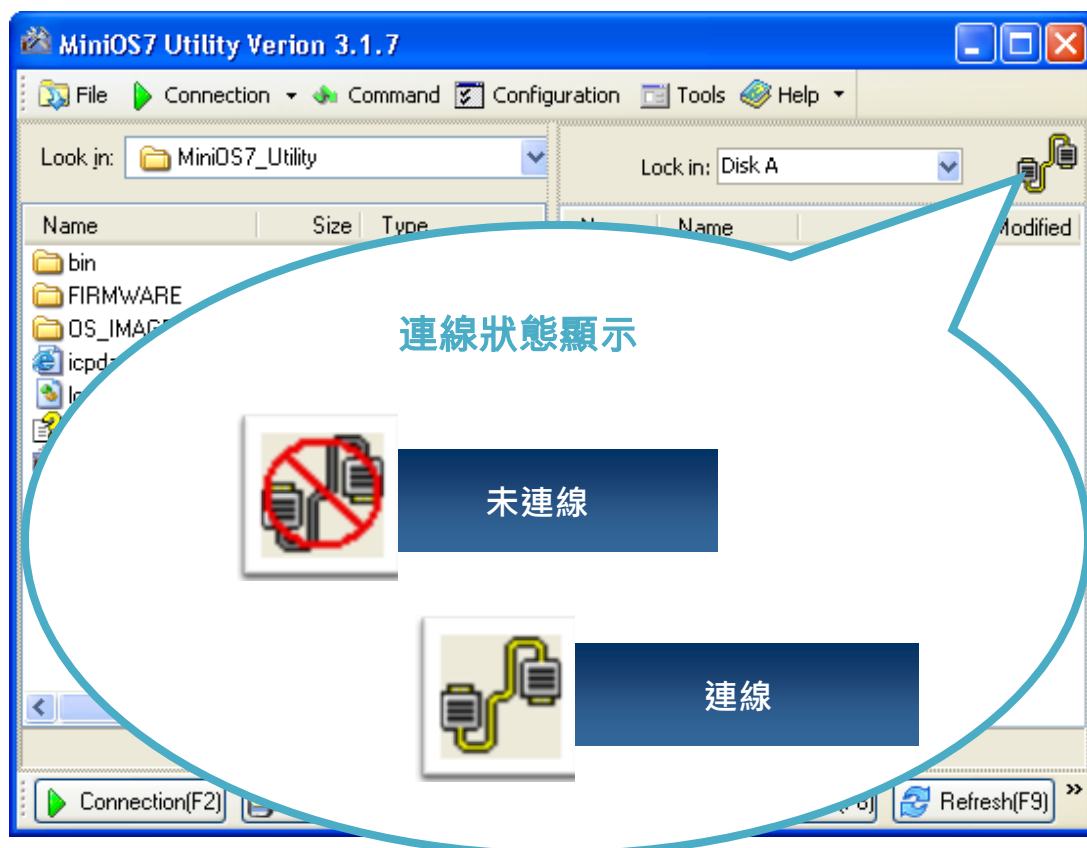 MiniOS7 Utility Verion 3.1.7
File Connection Command Configuration Tools Help
Look in: MiniOS7_Utility
Lock in: Disk A
Name Size Type
Name Modified
bin
FIRMWARE
連線狀態顯示
未連線
連線
Connection(F2) Refresh(F9) »